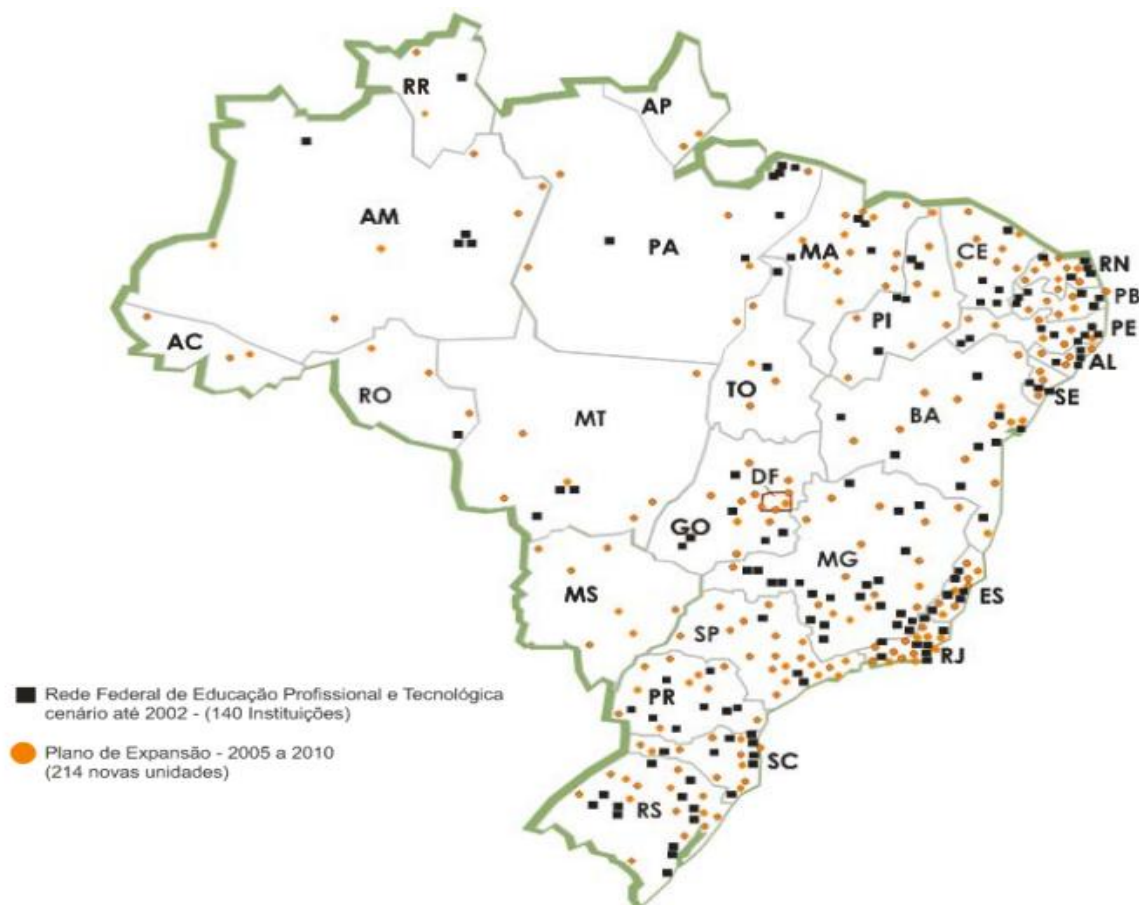 RR
AP
AM
PA
MA
CE
RN
PB
PE
PI
AL
SE
AC
RO
TO
BA
MT
DF
GO
MG
MS
ES
SP
RJ
PR
SC
RS
Rede Federal de Educação Profissional e Tecnológica
cenário até 2002 - (140 Instituições)
Plano de Expansão - 2005 a 2010
(214 novas unidades)